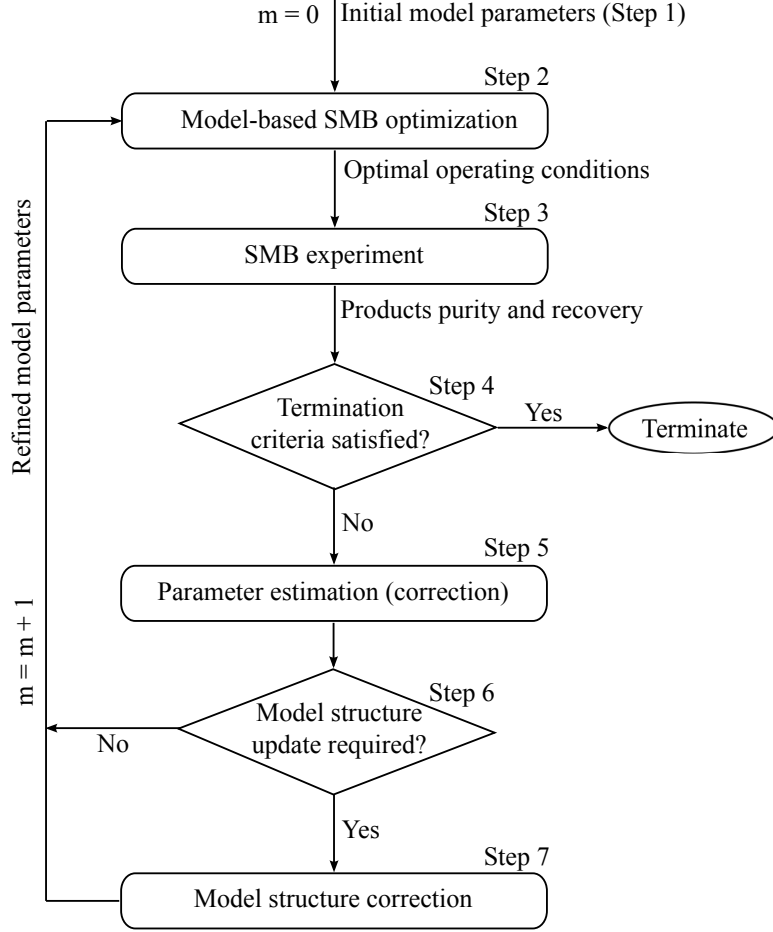 m = 0
Initial model parameters (Step 1)
Step 2
Model-based SMB optimization
Optimal operating conditions
Step 3
SMB experiment
Products purity and recovery
Step 4
Termination
criteria satisfied?
Yes
Terminate
No
Step 5
Parameter estimation (correction)
Step 6
Model structure
update required?
No
Yes
Step 7
Model structure correction
Refined model parameters
m = m + 1